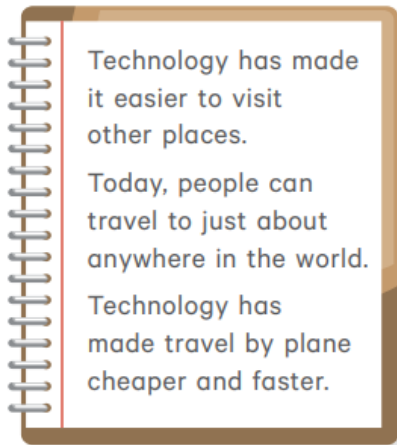 Technology has made
it easier to visit
other places.
Today, people can
travel to just about
anywhere in the world.
Technology has
made travel by plane
cheaper and faster.